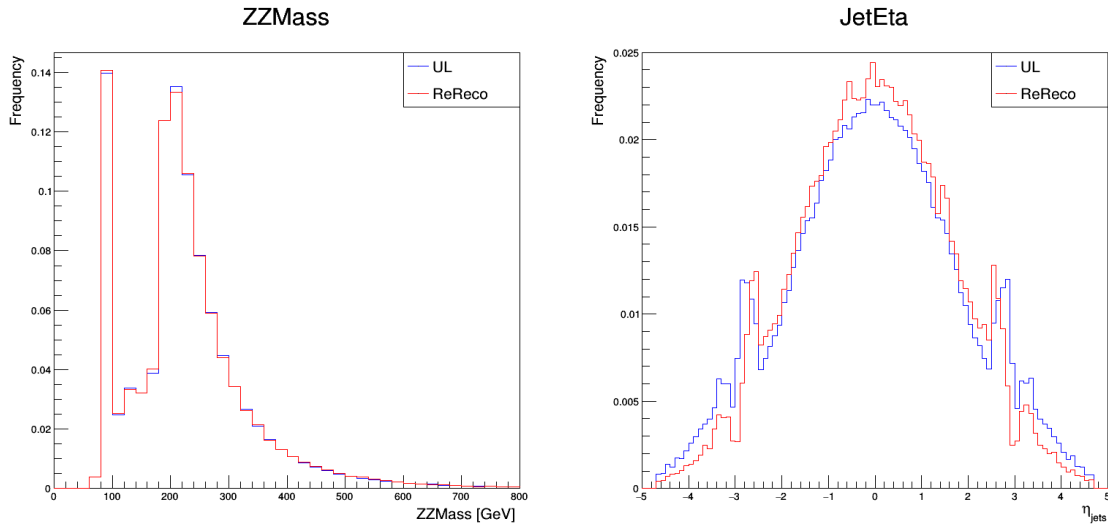 ZZMass
Frequency
0.14
0.12
0.1
0.08
0.06
0.04
0.02
0
0 100 200 300 400 500 600 700 800
ZZMass [GeV]
UL
ReReco
JetEta
Frequency
0.025
0.02
0.015
0.01
0.005
0
−5 −4 −3 −2 −1 0 1 2 3 4 5
η jets
UL
ReReco